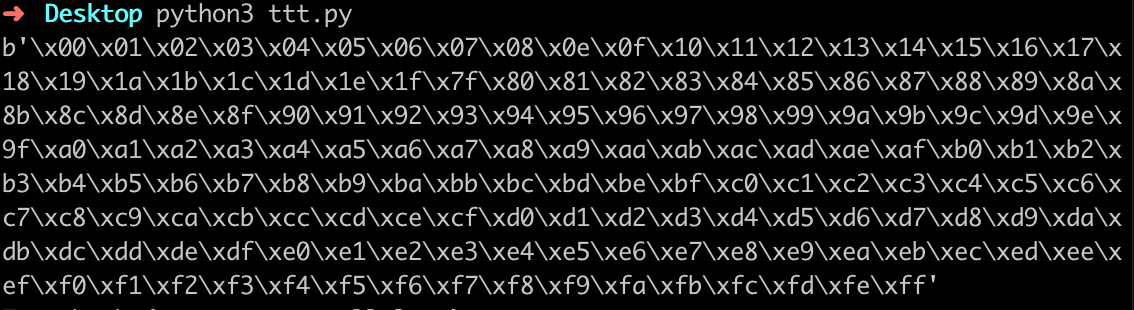 ➜ Desktop python3 ttt.py
b'\x00\x01\x02\x03\x04\x05\x06\x07\x08\x0e\x0f\x10\x11\x12\x13\x14\x15\x16\x17\x
18\x19\x1a\x1b\x1c\x1d\x1e\x1f\x7f\x80\x81\x82\x83\x84\x85\x86\x87\x88\x89\x8a\x
8b\x8c\x8d\x8e\x8f\x90\x91\x92\x93\x94\x95\x96\x97\x98\x99\x9a\x9b\x9c\x9d\x9e\x
9f\xa0\xa1\xa2\xa3\xa4\xa5\xa6\xa7\xa8\xa9\xaa\xab\xac\xad\xae\xaf\xb0\xb1\xb2\x
b3\xb4\xb5\xb6\xb7\xb8\xb9\xba\xbb\xbc\xbd\xbe\xbf\xc0\xc1\xc2\xc3\xc4\xc5\xc6\x
c7\xc8\xc9\xca\xcb\xcc\xcd\xce\xcf\xd0\xd1\xd2\xd3\xd4\xd5\xd6\xd7\xd8\xd9\xda\x
db\xdc\xdd\xde\xdf\xe0\xe1\xe2\xe3\xe4\xe5\xe6\xe7\xe8\xe9\xea\xeb\xec\xed\xee\x
ef\xf0\xf1\xf2\xf3\xf4\xf5\xf6\xf7\xf8\xf9\xfa\xfb\xfc\xfd\xfe\xff'